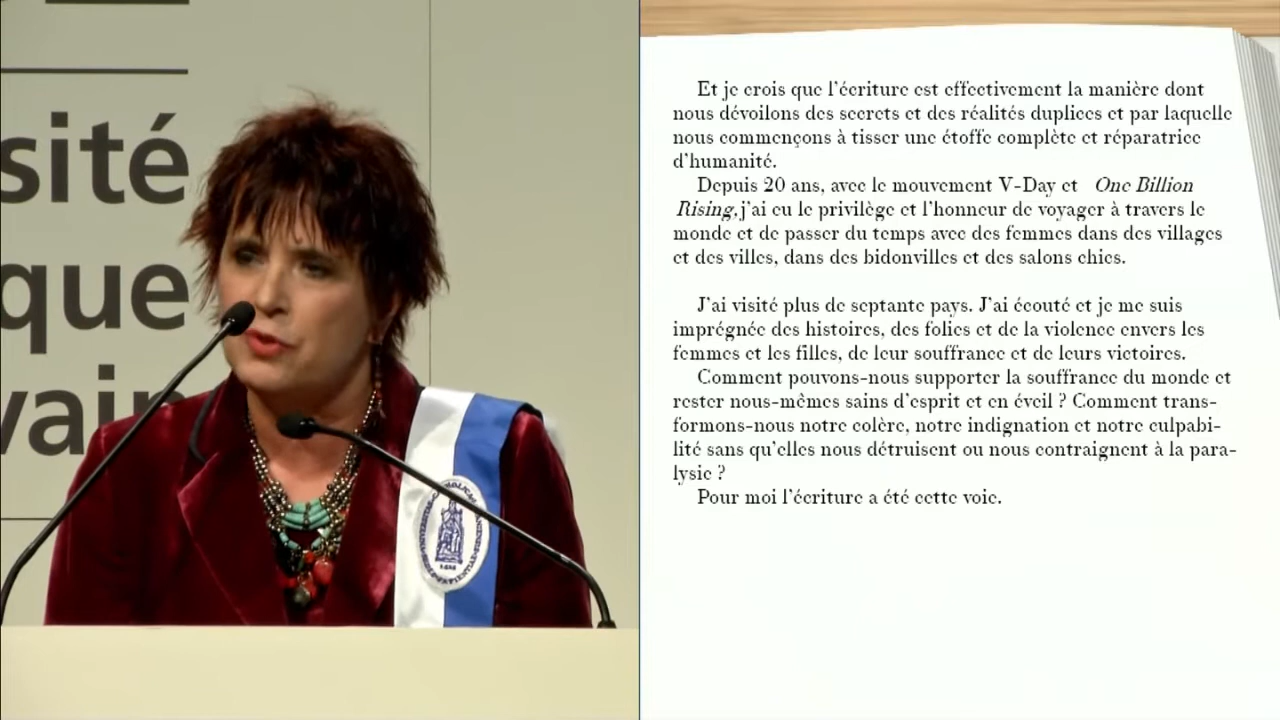 sité
que
vain
Et je crois que l'écriture est effectivement la manière dont
nous dévoilons des secrets et des réalités duplices et par laquelle
nous commençons à tisser une étoffe complète et réparatrice
d'humanité.
Depuis 20 ans, avec le mouvement V-Day et One Billion
Rising,j'ai eu le privilège et l'honneur de voyager à travers le
monde et de passer du temps avec des femmes dans des villages
et des villes, dans des bidonvilles et des salons chics.
J'ai visité plus de septante pays. J'ai écouté et je me suis
imprégnée des histoires, des folies et de la violence envers les
femmes et les filles, de leur souffrance et de leurs victoires.
Comment pouvons-nous supporter la souffrance du monde et
rester nous-mêmes sains d'esprit et en éveil ? Comment trans-
formons-nous notre colère, notre indignation et notre culpabi-
lité sans qu'elles nous détruisent ou nous contraignent à la para-
lysie ?
Pour moi l'écriture a été cette voie.